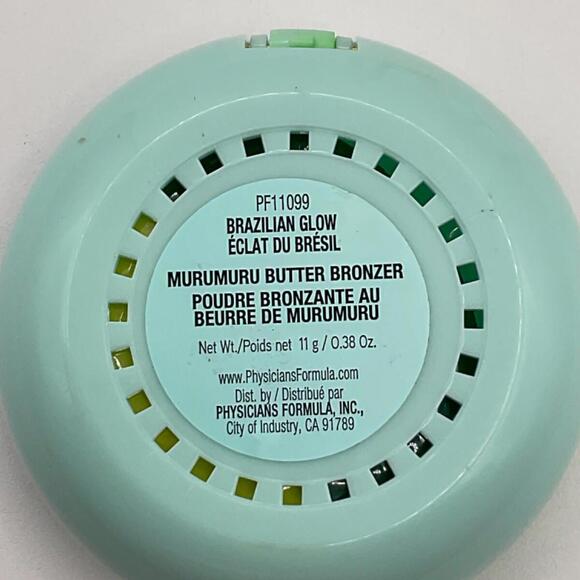 PF11099
BRAZILIAN GLOW
ÉCLAT DU BRÉSIL
MURUMURU BUTTER BRONZER
POUDRE BRONZANTE AU
BEURRE DE MURUMURU
Net Wt./Poids net 11 g / 0.38 Oz.
www.PhysiciansFormula.com
Dist. by / Distribué par
PHYSICIANS FORMULA, INC.,
City of Industry, CA 91789